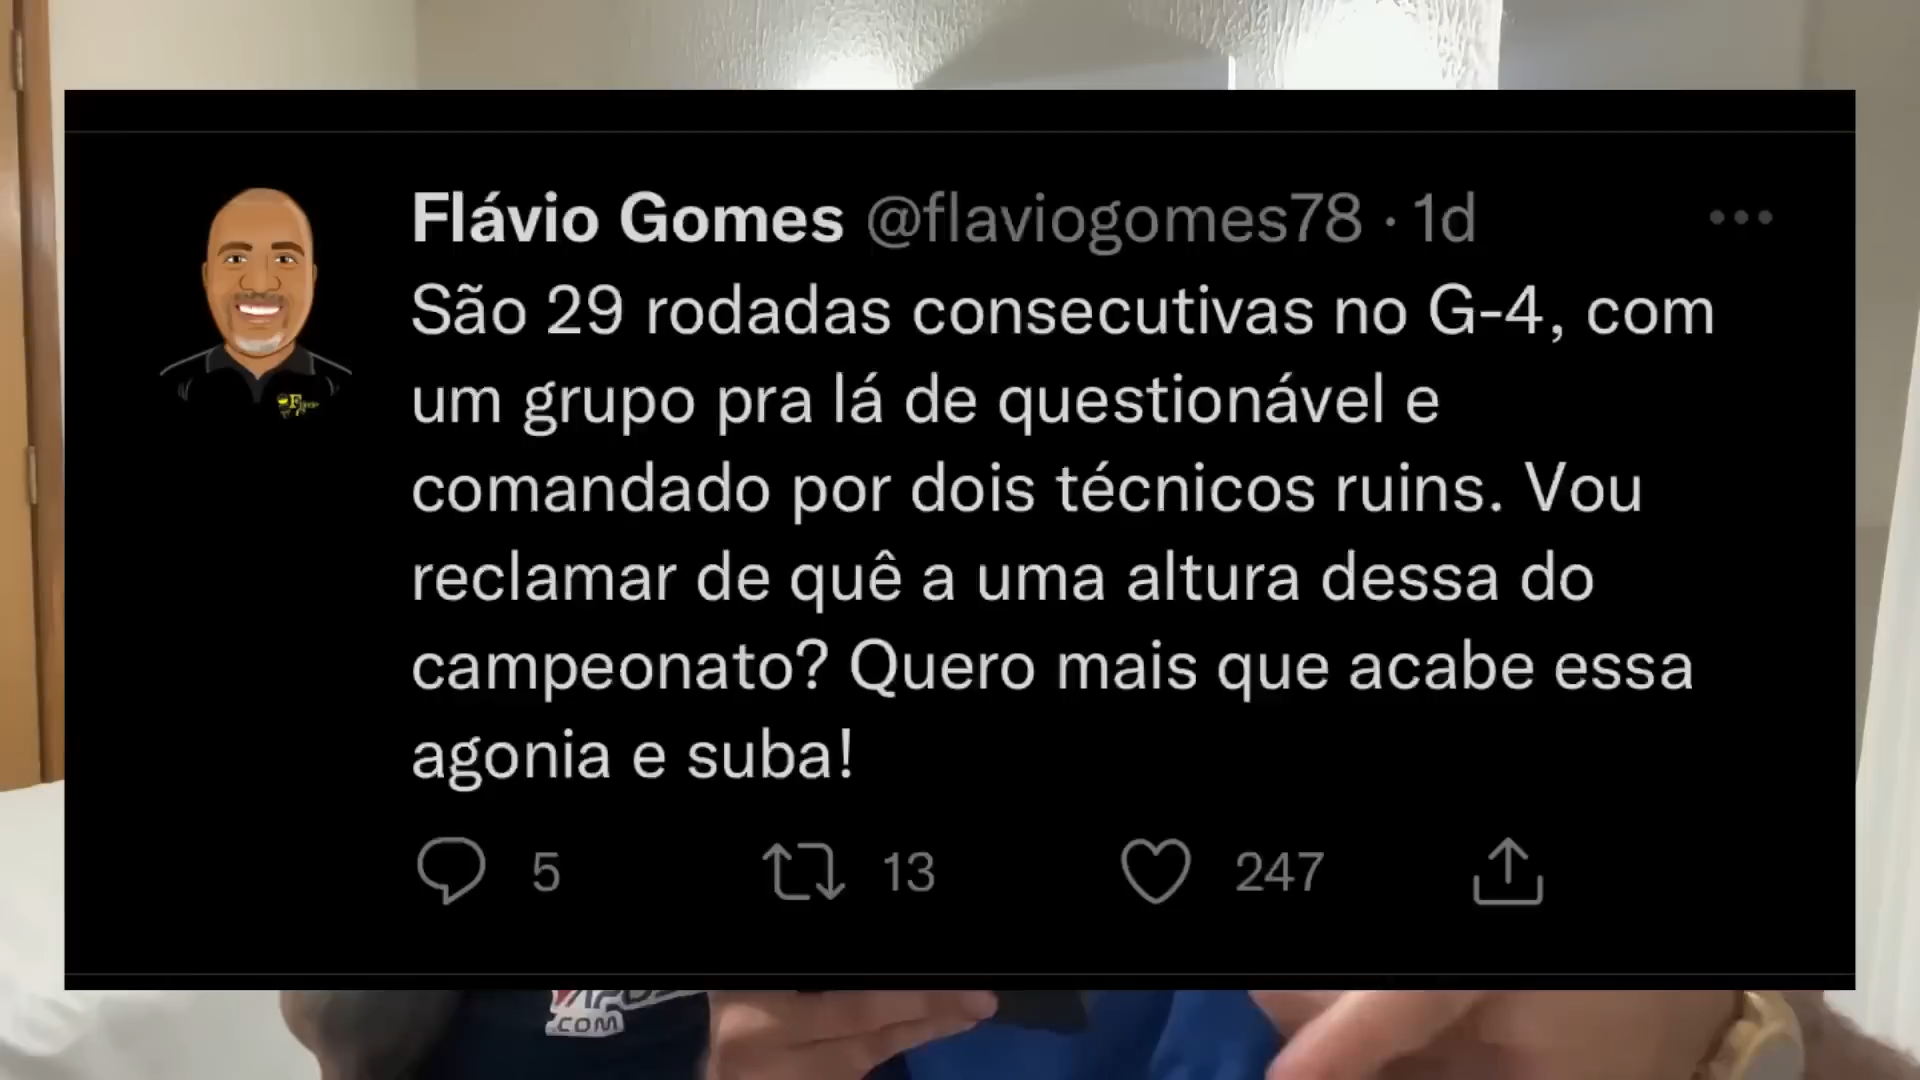 Flávio Gomes @flaviogomes78 · 1d
São 29 rodadas consecutivas no G-4, com
um grupo pra lá de questionável e
comandado por dois técnicos ruins. Vou
reclamar de quê a uma altura dessa do
campeonato? Quero mais que acabe essa
agonia e suba!
5 13 247
.COM